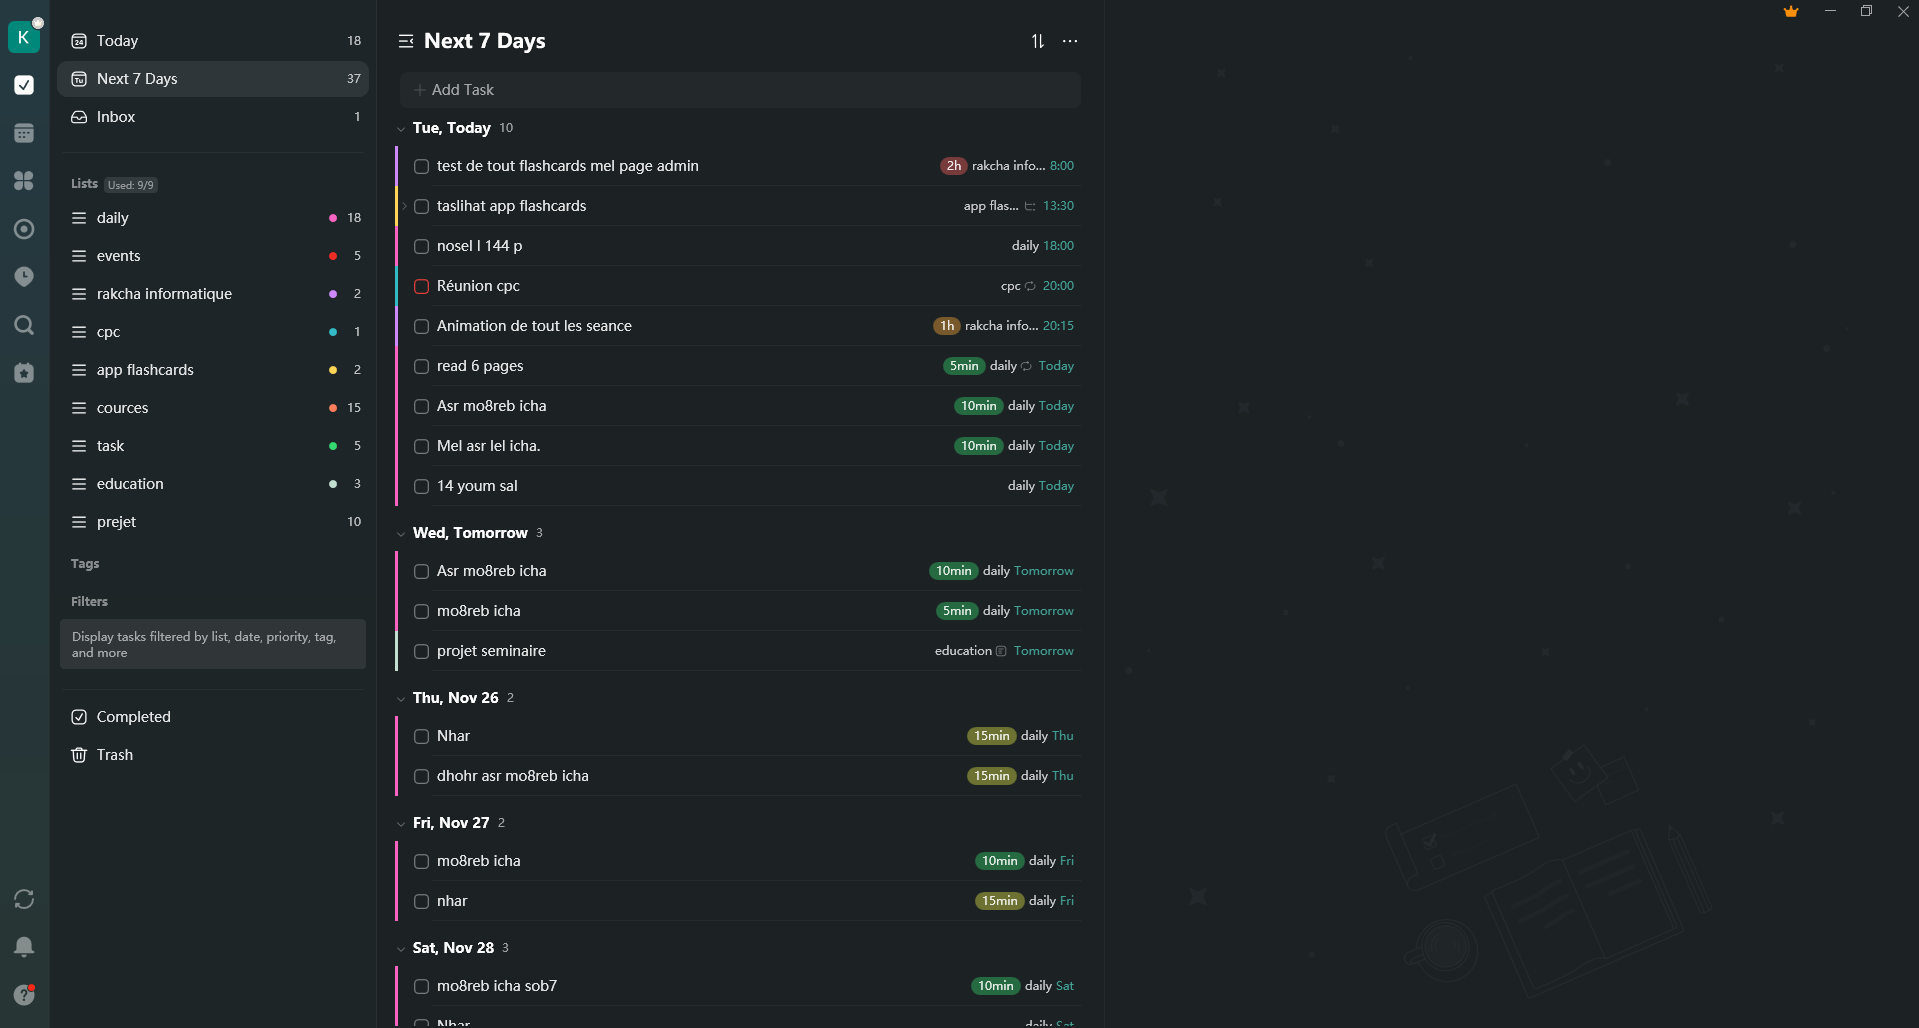 K
24 Today 18
Tu Next 7 Days 37
Inbox 1
Lists Used: 9/9
daily 18
events 5
rakcha informatique 2
cpc 1
app flashcards 2
cources 15
task 5
education 3
prejet 10
Tags
Filters
Display tasks filtered by list, date, priority, tag,
and more
Completed
Trash
Next 7 Days
+ Add Task
Tue, Today 10
test de tout flashcards mel page admin 2h rakcha info... 8:00
taslihat app flashcards app flas... 13:30
nosel l 144 p daily 18:00
Réunion cpc cpc 20:00
Animation de tout les seance 1h rakcha info... 20:15
read 6 pages 5min daily Today
Asr mo8reb icha 10min daily Today
Mel asr lel icha. 10min daily Today
14 youm sal daily Today
Wed, Tomorrow 3
Asr mo8reb icha 10min daily Tomorrow
mo8reb icha 5min daily Tomorrow
projet seminaire education Tomorrow
Thu, Nov 26 2
Nhar 15min daily Thu
dhohr asr mo8reb icha 15min daily Thu
Fri, Nov 27 2
mo8reb icha 10min daily Fri
nhar 15min daily Fri
Sat, Nov 28 3
mo8reb icha sob7 10min daily Sat
Nhar daily Sat